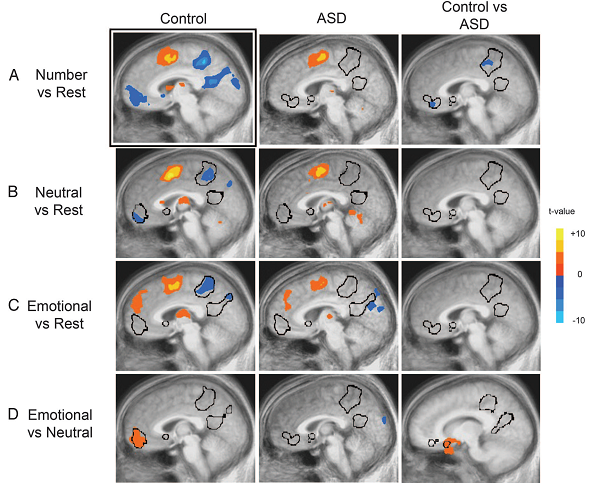 Control
ASD
Control vs
ASD
A
Number
vs Rest
B
Neutral
vs Rest
C
Emotional
vs Rest
D
Emotional
vs Neutral
t-value
+10
0
-10